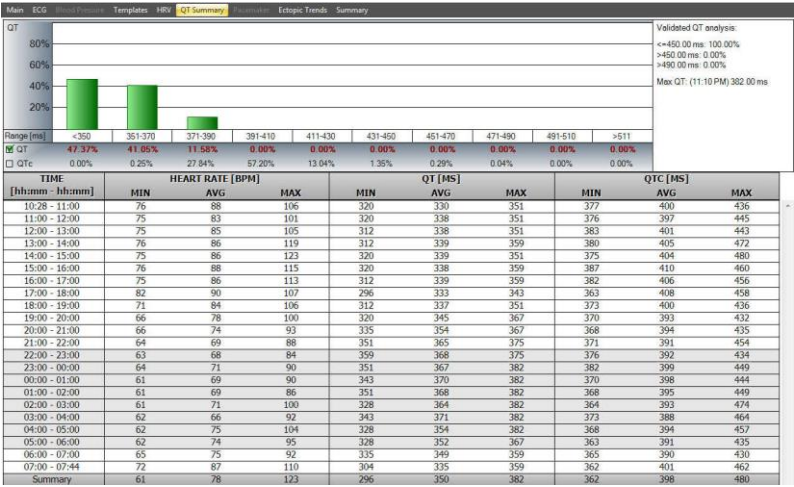 Main ECG Blood Pressure Templates HRV QT Summary Pacemaker Ectopic Trends Summary
QT
80%
60%
40%
20%
Validated QT analysis:
<=450.00 ms: 100.00%
>450.00 ms: 0.00%
>490.00 ms: 0.00%
Max QT: (11:10 PM) 382.00 ms
Range [ms] <350 351-370 371-390 391-410 411-430 431-450 451-470 471-490 491-510 >511
QT 47.37% 41.05% 11.58% 0.00% 0.00% 0.00% 0.00% 0.00% 0.00% 0.00%
QTc 0.00% 0.25% 27.84% 57.20% 13.04% 1.35% 0.29% 0.04% 0.00% 0.00%
TIME HEART RATE [BPM] QT [MS] QTC [MS]
[hh:mm - hh:mm] MIN AVG MAX MIN AVG MAX MIN AVG MAX
10:28 - 11:00 76 88 106 320 330 351 377 400 436
11:00 - 12:00 75 83 101 320 338 351 376 397 445
12:00 - 13:00 75 85 105 312 338 351 383 401 443
13:00 - 14:00 76 86 119 312 339 359 380 405 472
14:00 - 15:00 75 86 123 320 339 351 375 404 480
15:00 - 16:00 76 88 115 320 338 359 387 410 460
16:00 - 17:00 75 86 113 312 339 359 382 406 456
17:00 - 18:00 82 90 107 296 333 343 363 408 458
18:00 - 19:00 71 84 106 312 337 351 373 400 436
19:00 - 20:00 66 78 100 320 345 367 370 393 432
20:00 - 21:00 66 74 93 335 354 367 368 394 435
21:00 - 22:00 64 69 88 351 365 375 371 391 454
22:00 - 23:00 63 68 84 359 368 375 376 392 434
23:00 - 00:00 64 71 90 351 367 382 382 399 449
00:00 - 01:00 61 69 90 343 370 382 370 398 444
01:00 - 02:00 61 69 86 351 368 382 368 395 449
02:00 - 03:00 61 71 100 328 364 382 364 393 474
03:00 - 04:00 62 66 92 343 371 382 373 388 464
04:00 - 05:00 62 75 104 328 354 382 368 394 457
05:00 - 06:00 62 74 95 328 352 367 363 391 435
06:00 - 07:00 65 75 92 335 349 359 365 390 430
07:00 - 07:44 72 87 110 304 335 359 362 401 462
Summary 61 78 123 296 350 382 362 398 480